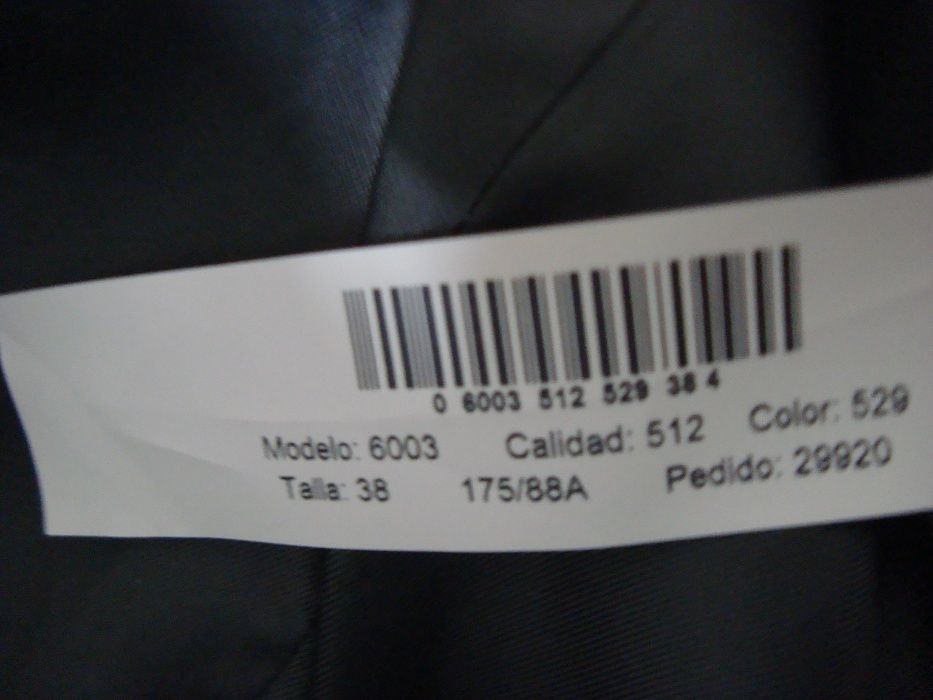 0 6003 512 529 38 4
Modelo: 6003 Calidad: 512 Color: 529
Talla: 38 175/88A Pedido: 29920